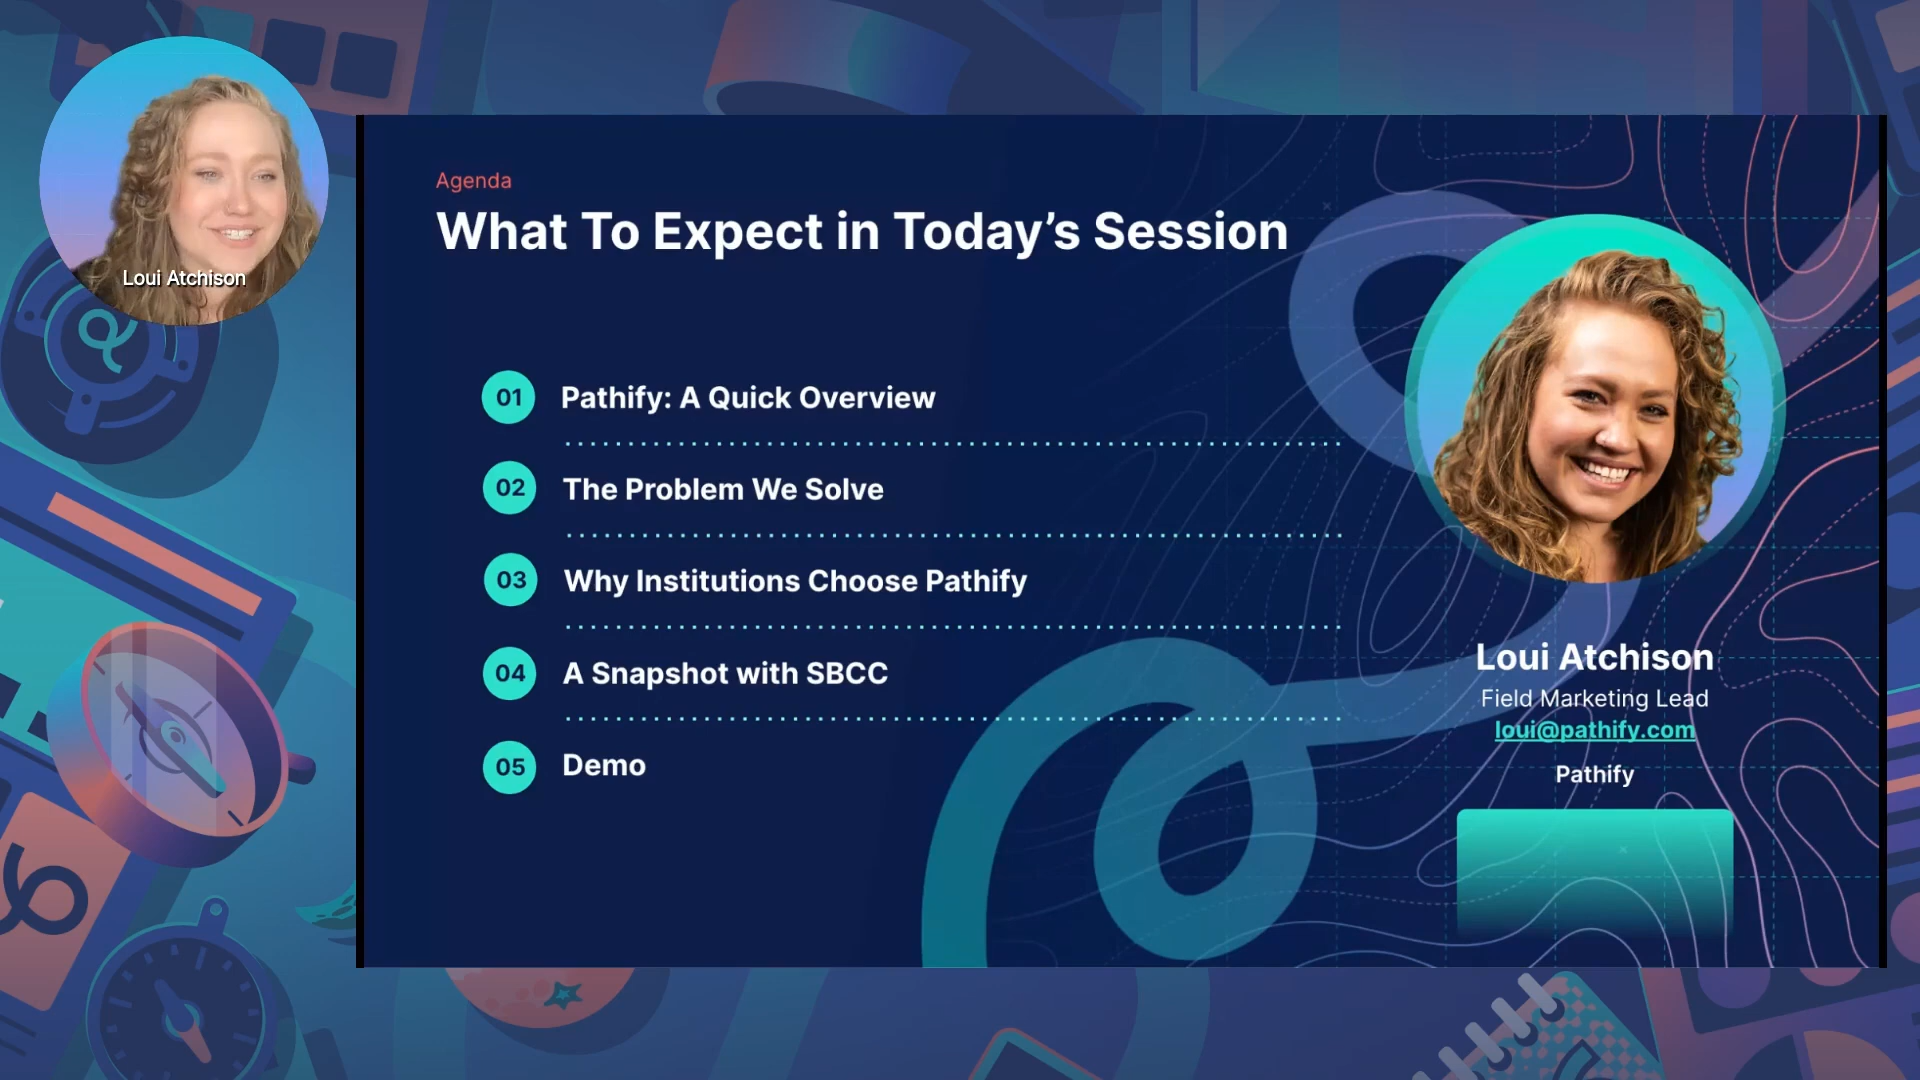 Loui Atchison
Agenda
What To Expect in Today’s Session
01 Pathify: A Quick Overview
02 The Problem We Solve
03 Why Institutions Choose Pathify
04 A Snapshot with SBCC
05 Demo
Loui Atchison
Field Marketing Lead
loui@pathify.com
Pathify